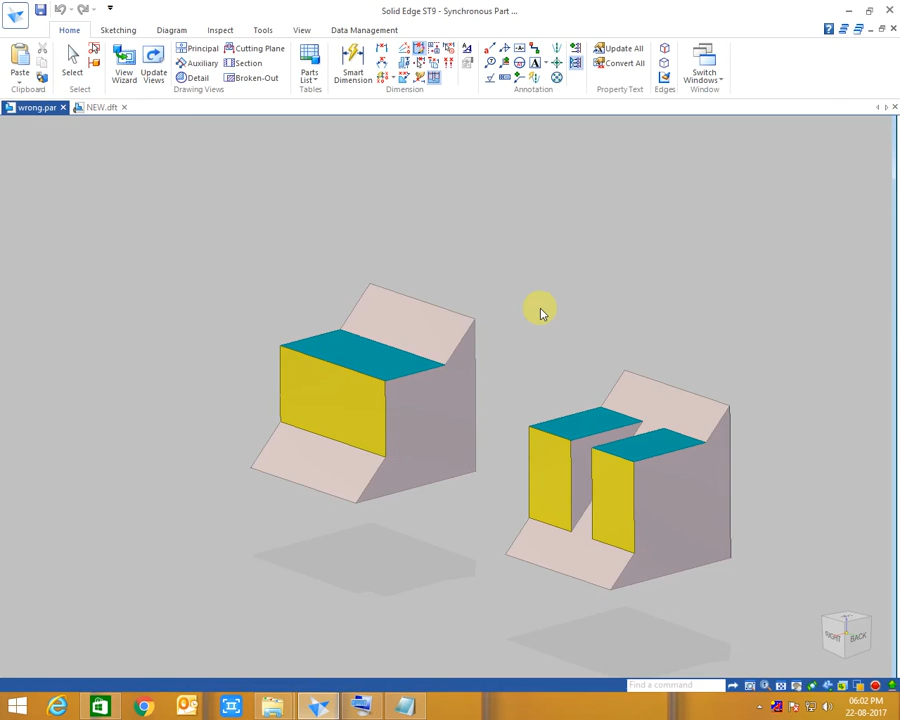 Solid Edge ST9 - Synchronous Part ...
Home Sketching Diagram Inspect Tools View Data Management
Paste
Clipboard
Select
Select
View Wizard
Update Views
Principal
Auxiliary
Detail
Cutting Plane
Section
Broken-Out
Drawing Views
Parts List
Tables
Smart Dimension
Dimension
A
Annotation
Update All
Convert All
Property Text
Edges
Switch Windows
Window
wrong.par
NEW.dft
RIGHT
BACK
Find a command
06:02 PM
22-08-2017